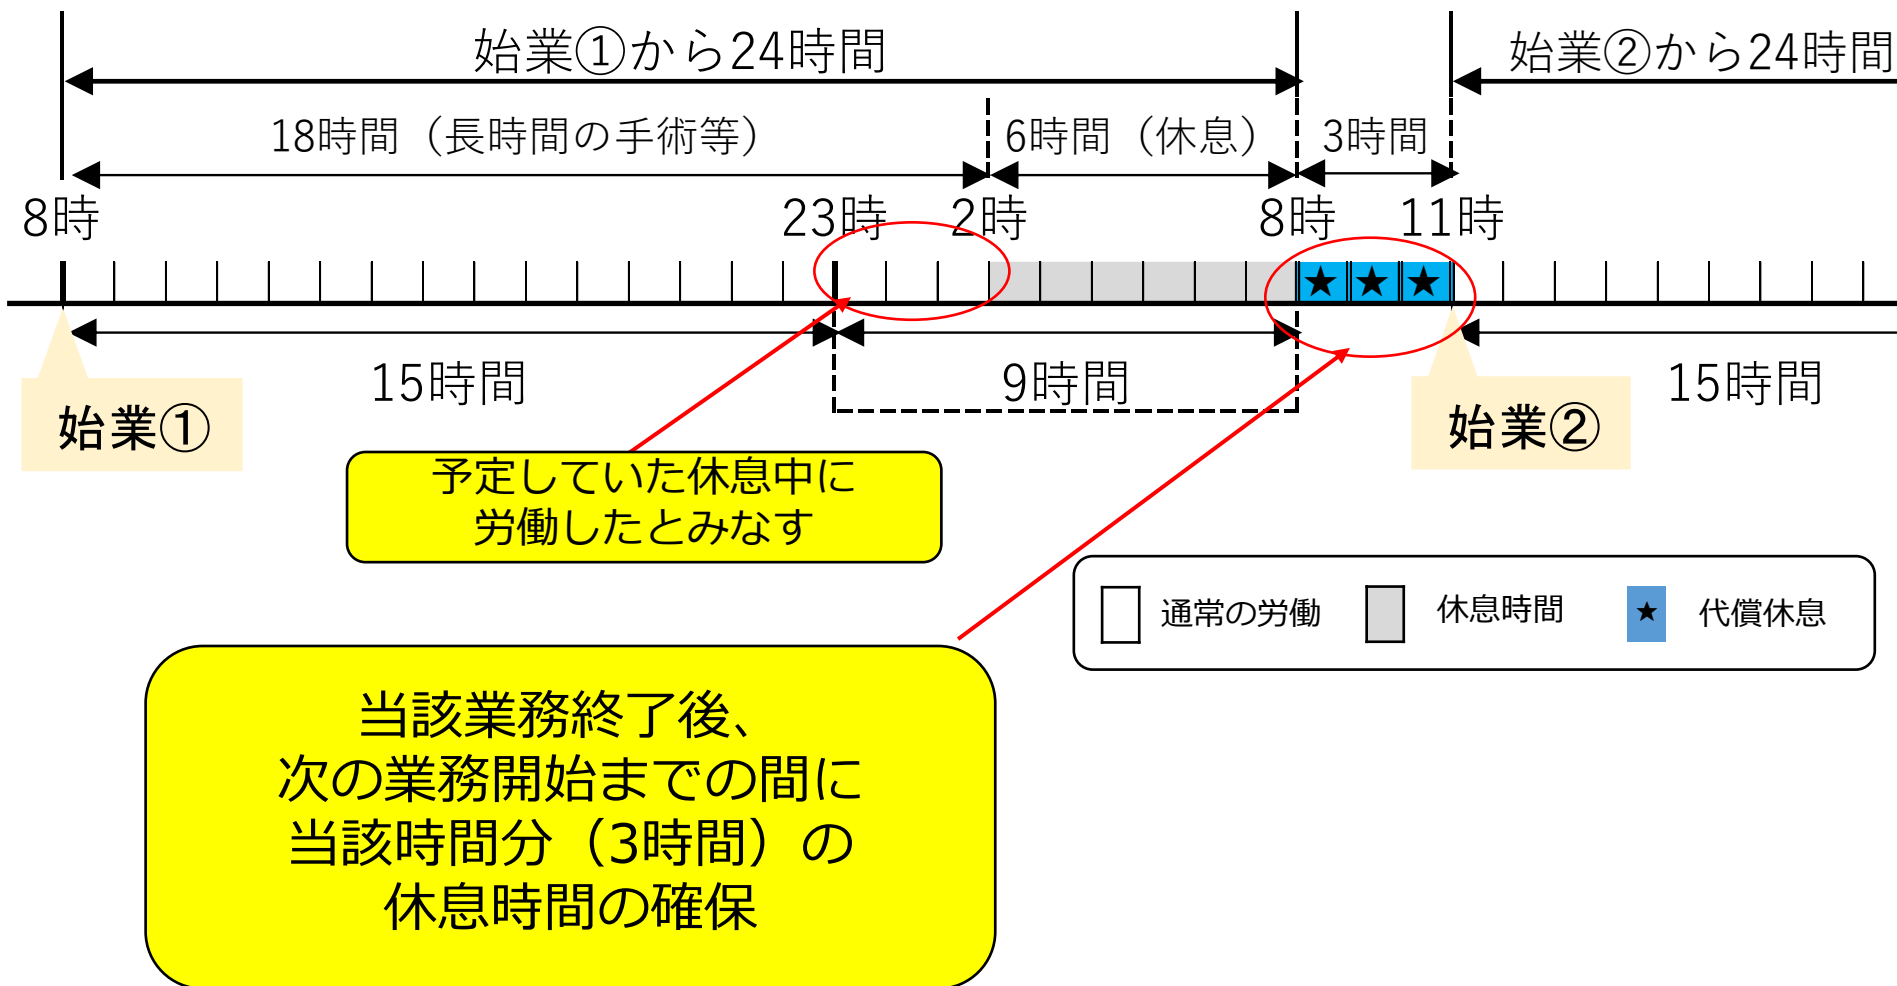 始業①から24時間
始業②から24時間
18時間（長時間の手術等）
6時間（休息）
3時間
8時
23時
2時
8時
11時
★ ★ ★
15時間
9時間
15時間
始業①
始業②
予定していた休息中に
労働したとみなす
通常の労働
休息時間
★ 代償休息
当該業務終了後、
次の業務開始までの間に
当該時間分（3時間）の
休息時間の確保